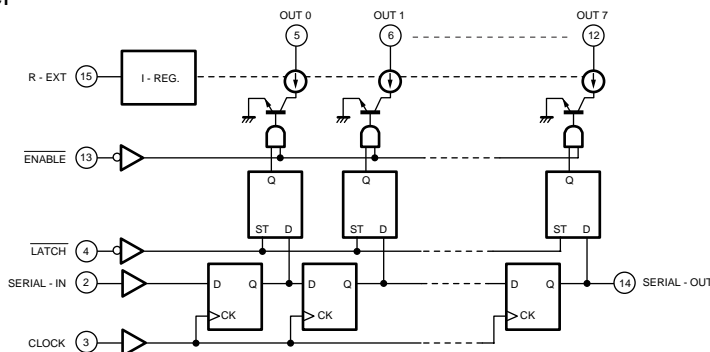 OUT 0 OUT 1 OUT 7
5 6 12
R - EXT 15 I - REG.
ENABLE 13
Q Q Q
ST D ST D ST D
LATCH 4
SERIAL - IN 2 D Q D Q D Q 14 SERIAL - OUT
CK CK CK
CLOCK 3